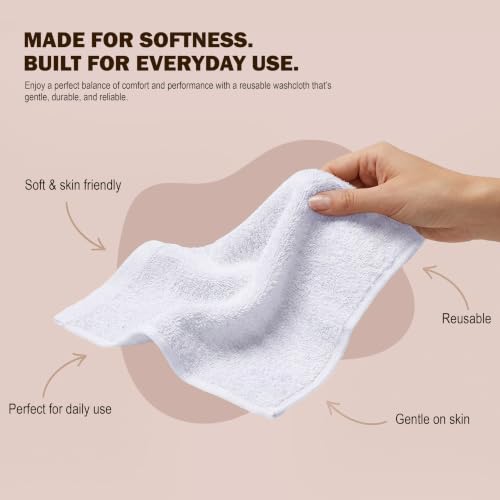 MADE FOR SOFTNESS.
BUILT FOR EVERYDAY USE.
Enjoy a perfect balance of comfort and performance with a reusable washcloth that's
gentle, durable, and reliable.
Soft & skin friendly
Reusable
Perfect for daily use
Gentle on skin